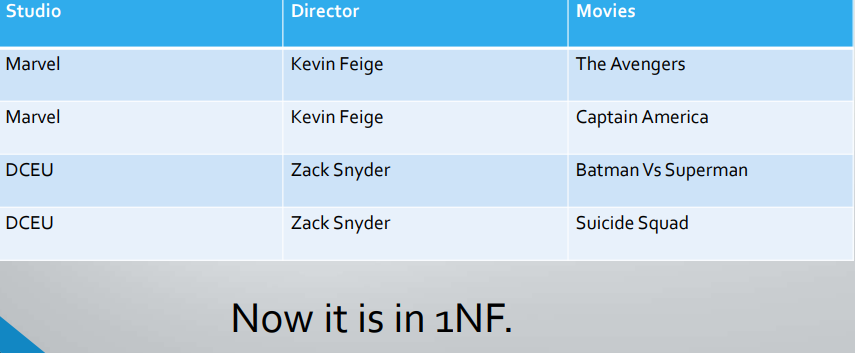 Studio Director Movies
Marvel Kevin Feige The Avengers
Marvel Kevin Feige Captain America
DCEU Zack Snyder Batman Vs Superman
DCEU Zack Snyder Suicide Squad
Now it is in 1NF.